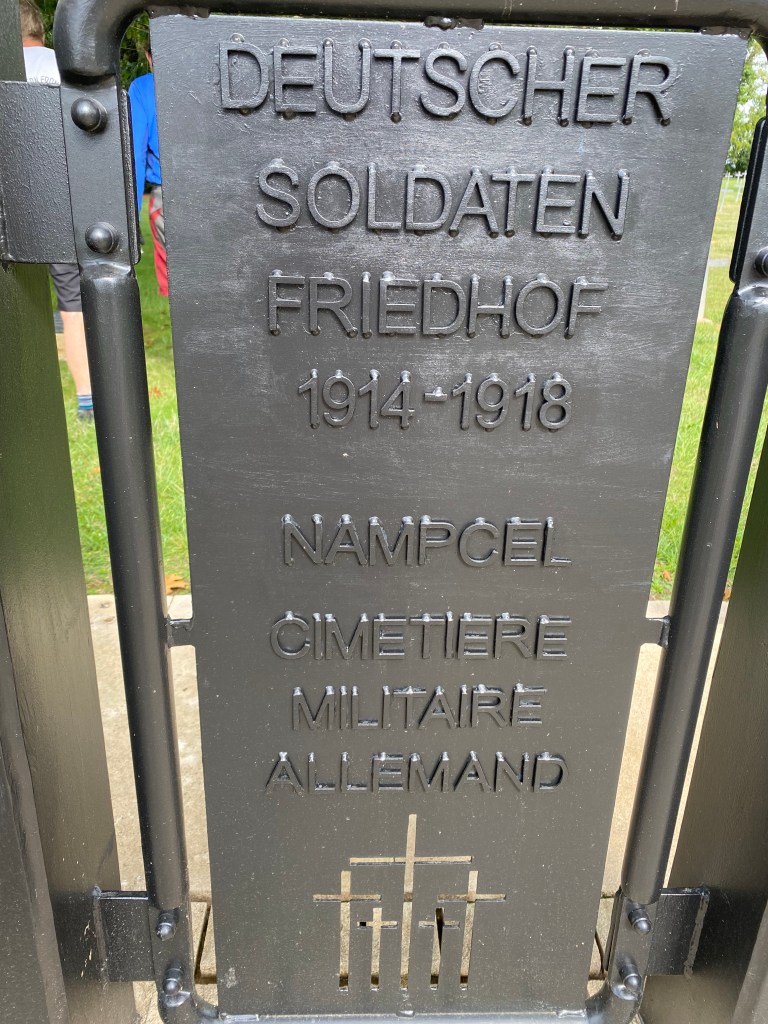 DEUTSCHER
SOLDATEN
FRIEDHOF
1914-1918
NAMPCEL
CIMETIERE
MILITAIRE
ALLEMAND